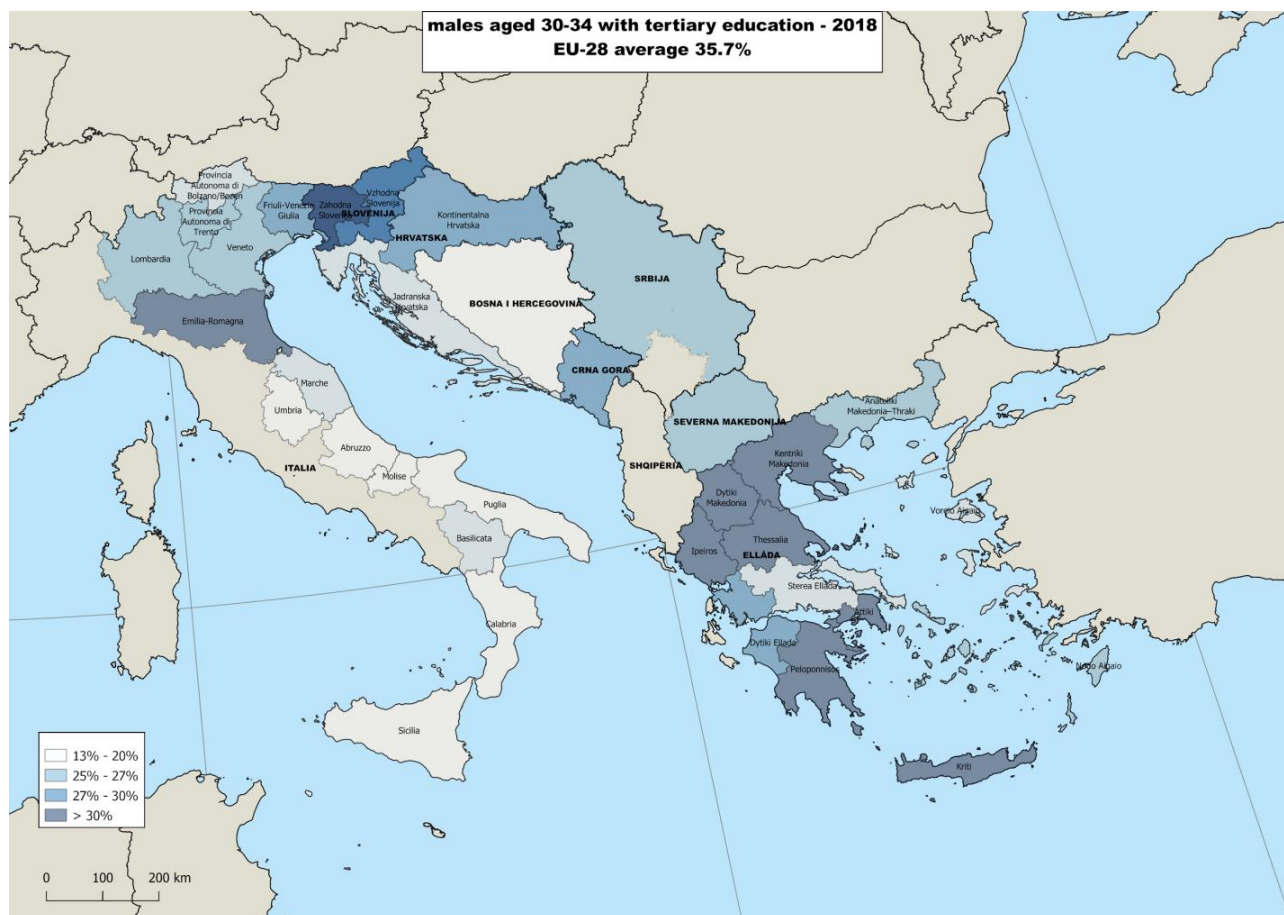 males aged 30-34 with tertiary education - 2018
EU-28 average 35.7%
Provincia
Autonoma di
Bolzano/Bozen
Provincia
Autonoma di
Trento
Friuli-Venezia
Giulia
Zahodna
Slovenija
Vzhodna
Slovenija
SLOVENIJA
Kontinentalna
Hrvatska
HRVATSKA
Lombardia
Veneto
Emilia-Romagna
Jadranska
Hrvatska
BOSNA I HERCEGOVINA
SRBIJA
CRNA GORA
Marche
Umbria
Abruzzo
ITALIA
Molise
Puglia
Basilicata
Calabria
Sicilia
SEVERNA MAKEDONIJA
SHQIPËRIA
Anatoliki
Makedonia-Thraki
Kentriki
Makedonia
Dytiki
Makedonia
Ipeiros
Thessalia
ELLÁDA
Voreio Aigaio
Sterea Ellada
Attiki
Dytiki Ellada
Peloponnisos
Notio Aigaio
Kriti
13% - 20%
25% - 27%
27% - 30%
> 30%
0 100 200 km